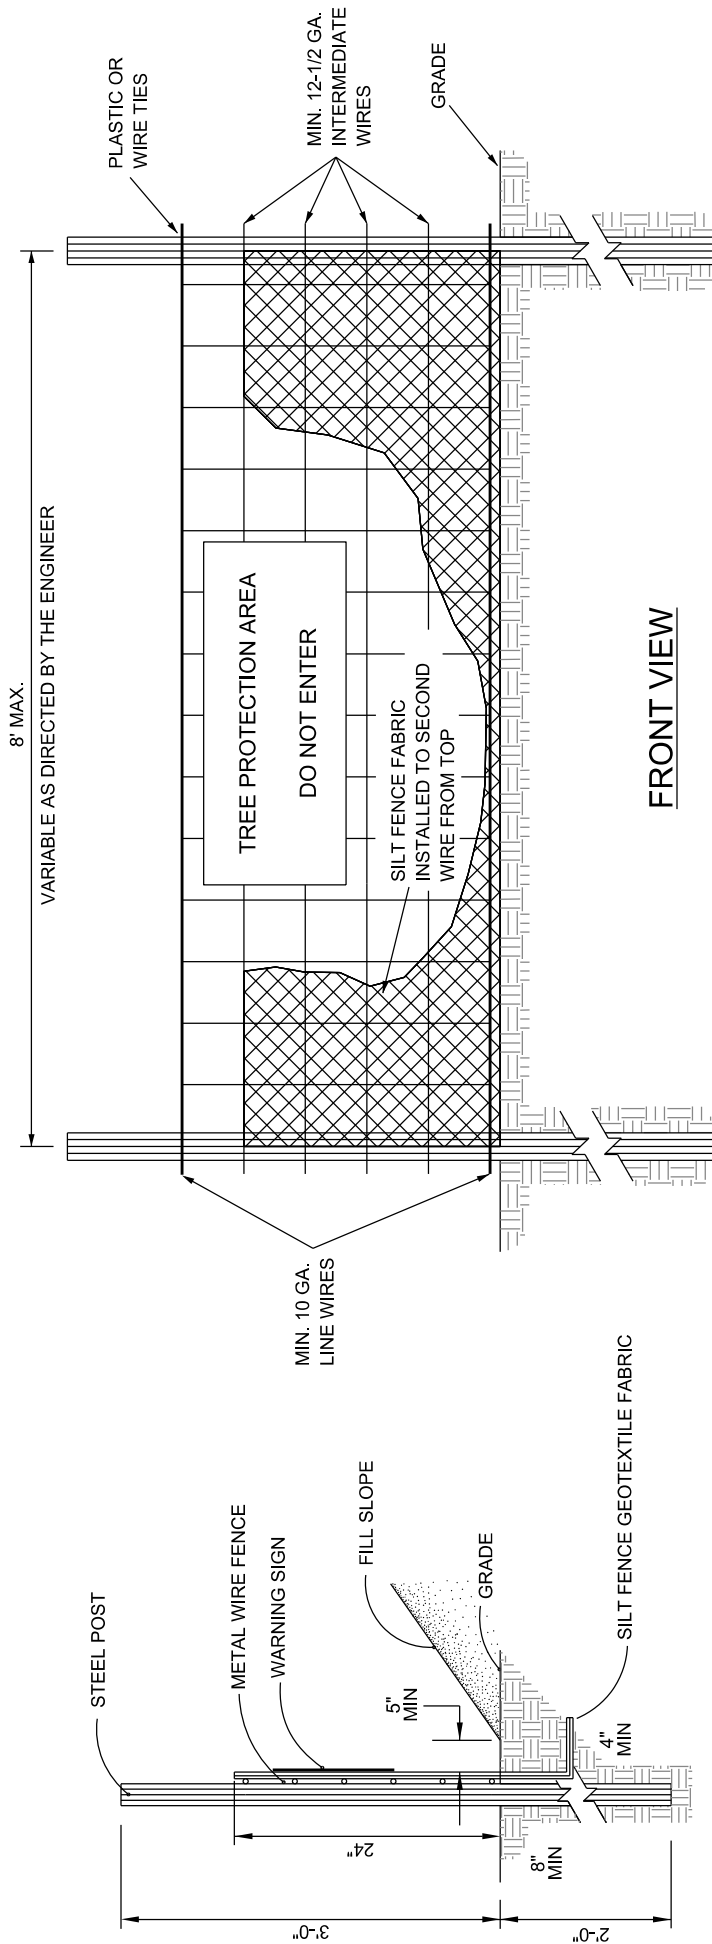 8' MAX.
VARIABLE AS DIRECTED BY THE ENGINEER
PLASTIC OR
WIRE TIES
MIN. 12-1/2 GA.
INTERMEDIATE
WIRES
GRADE
TREE PROTECTION AREA
DO NOT ENTER
SILT FENCE FABRIC
INSTALLED TO SECOND
WIRE FROM TOP
MIN. 10 GA.
LINE WIRES
FRONT VIEW
STEEL POST
METAL WIRE FENCE
WARNING SIGN
FILL SLOPE
GRADE
SILT FENCE GEOTEXTILE FABRIC
5"
MIN
4"
MIN
24"
8"
MIN
3'-0"
2'-0"